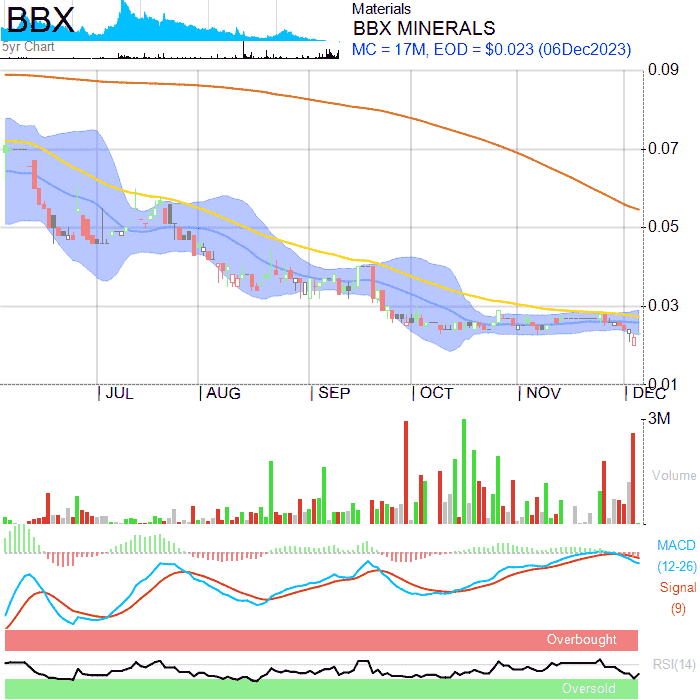 BBX
5yr Chart
Materials
BBX MINERALS
MC = 17M, EOD = $0.023 (06Dec2023)
0.09
0.07
0.05
0.03
0.01
JUL
AUG
SEP
OCT
NOV
DEC
3M
Volume
MACD
(12-26)
Signal
(9)
Overbought
RSI(14)
Oversold